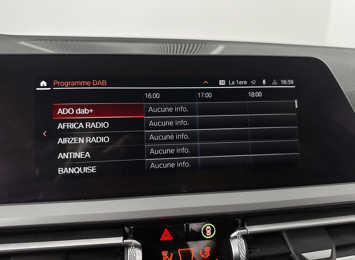 Programme DAB La 1ere 16:59
16:00 17:00 18:00
ADO dab+ Aucune info.
AFRICA RADIO Aucune info.
AIRZEN RADIO Aucune info.
ANTINEA Aucune info.
BANQUISE Aucune info.